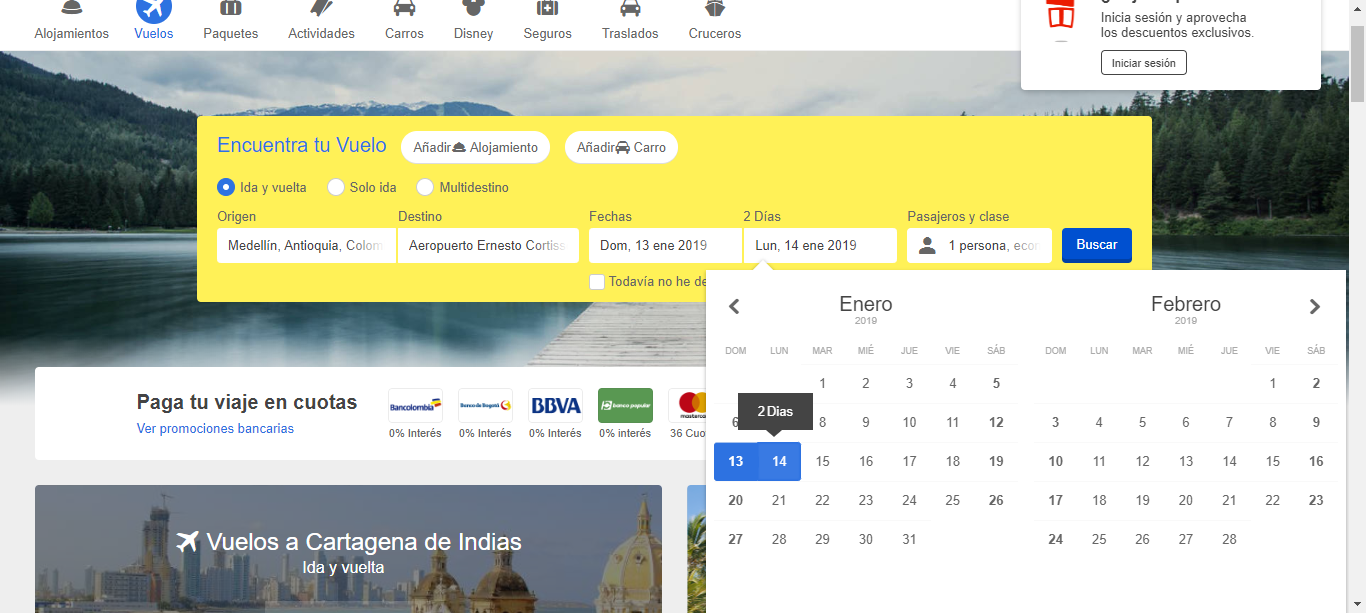 Alojamientos
Vuelos
Paquetes
Actividades
Carros
Disney
Seguros
Traslados
Cruceros
Inicia sesión y aprovecha
los descuentos exclusivos.
Iniciar sesión
Encuentra tu Vuelo
Añadir Alojamiento
Añadir Carro
Ida y vuelta
Solo ida
Multidestino
Origen
Destino
Fechas
2 Días
Pasajeros y clase
Medellín, Antioquia, Colom
Aeropuerto Ernesto Cortiss
Dom, 13 ene 2019
Lun, 14 ene 2019
1 persona, econ
Buscar
Todavía no he de
Enero
2019
DOM LUN MAR MIÉ JUE VIE SÁB
1 2 3 4 5
2 Dias
6 8 9 10 11 12
13 14 15 16 17 18 19
20 21 22 23 24 25 26
27 28 29 30 31
Febrero
2019
DOM LUN MAR MIÉ JUE VIE SÁB
1 2
3 4 5 6 7 8 9
10 11 12 13 14 15 16
17 18 19 20 21 22 23
24 25 26 27 28
Paga tu viaje en cuotas
Ver promociones bancarias
Bancolombia
0% Interés
Banco de Bogotá
0% Interés
BBVA
0% Interés
banco popular
0% interés
mastercard
36 Cuo
Vuelos a Cartagena de Indias
Ida y vuelta